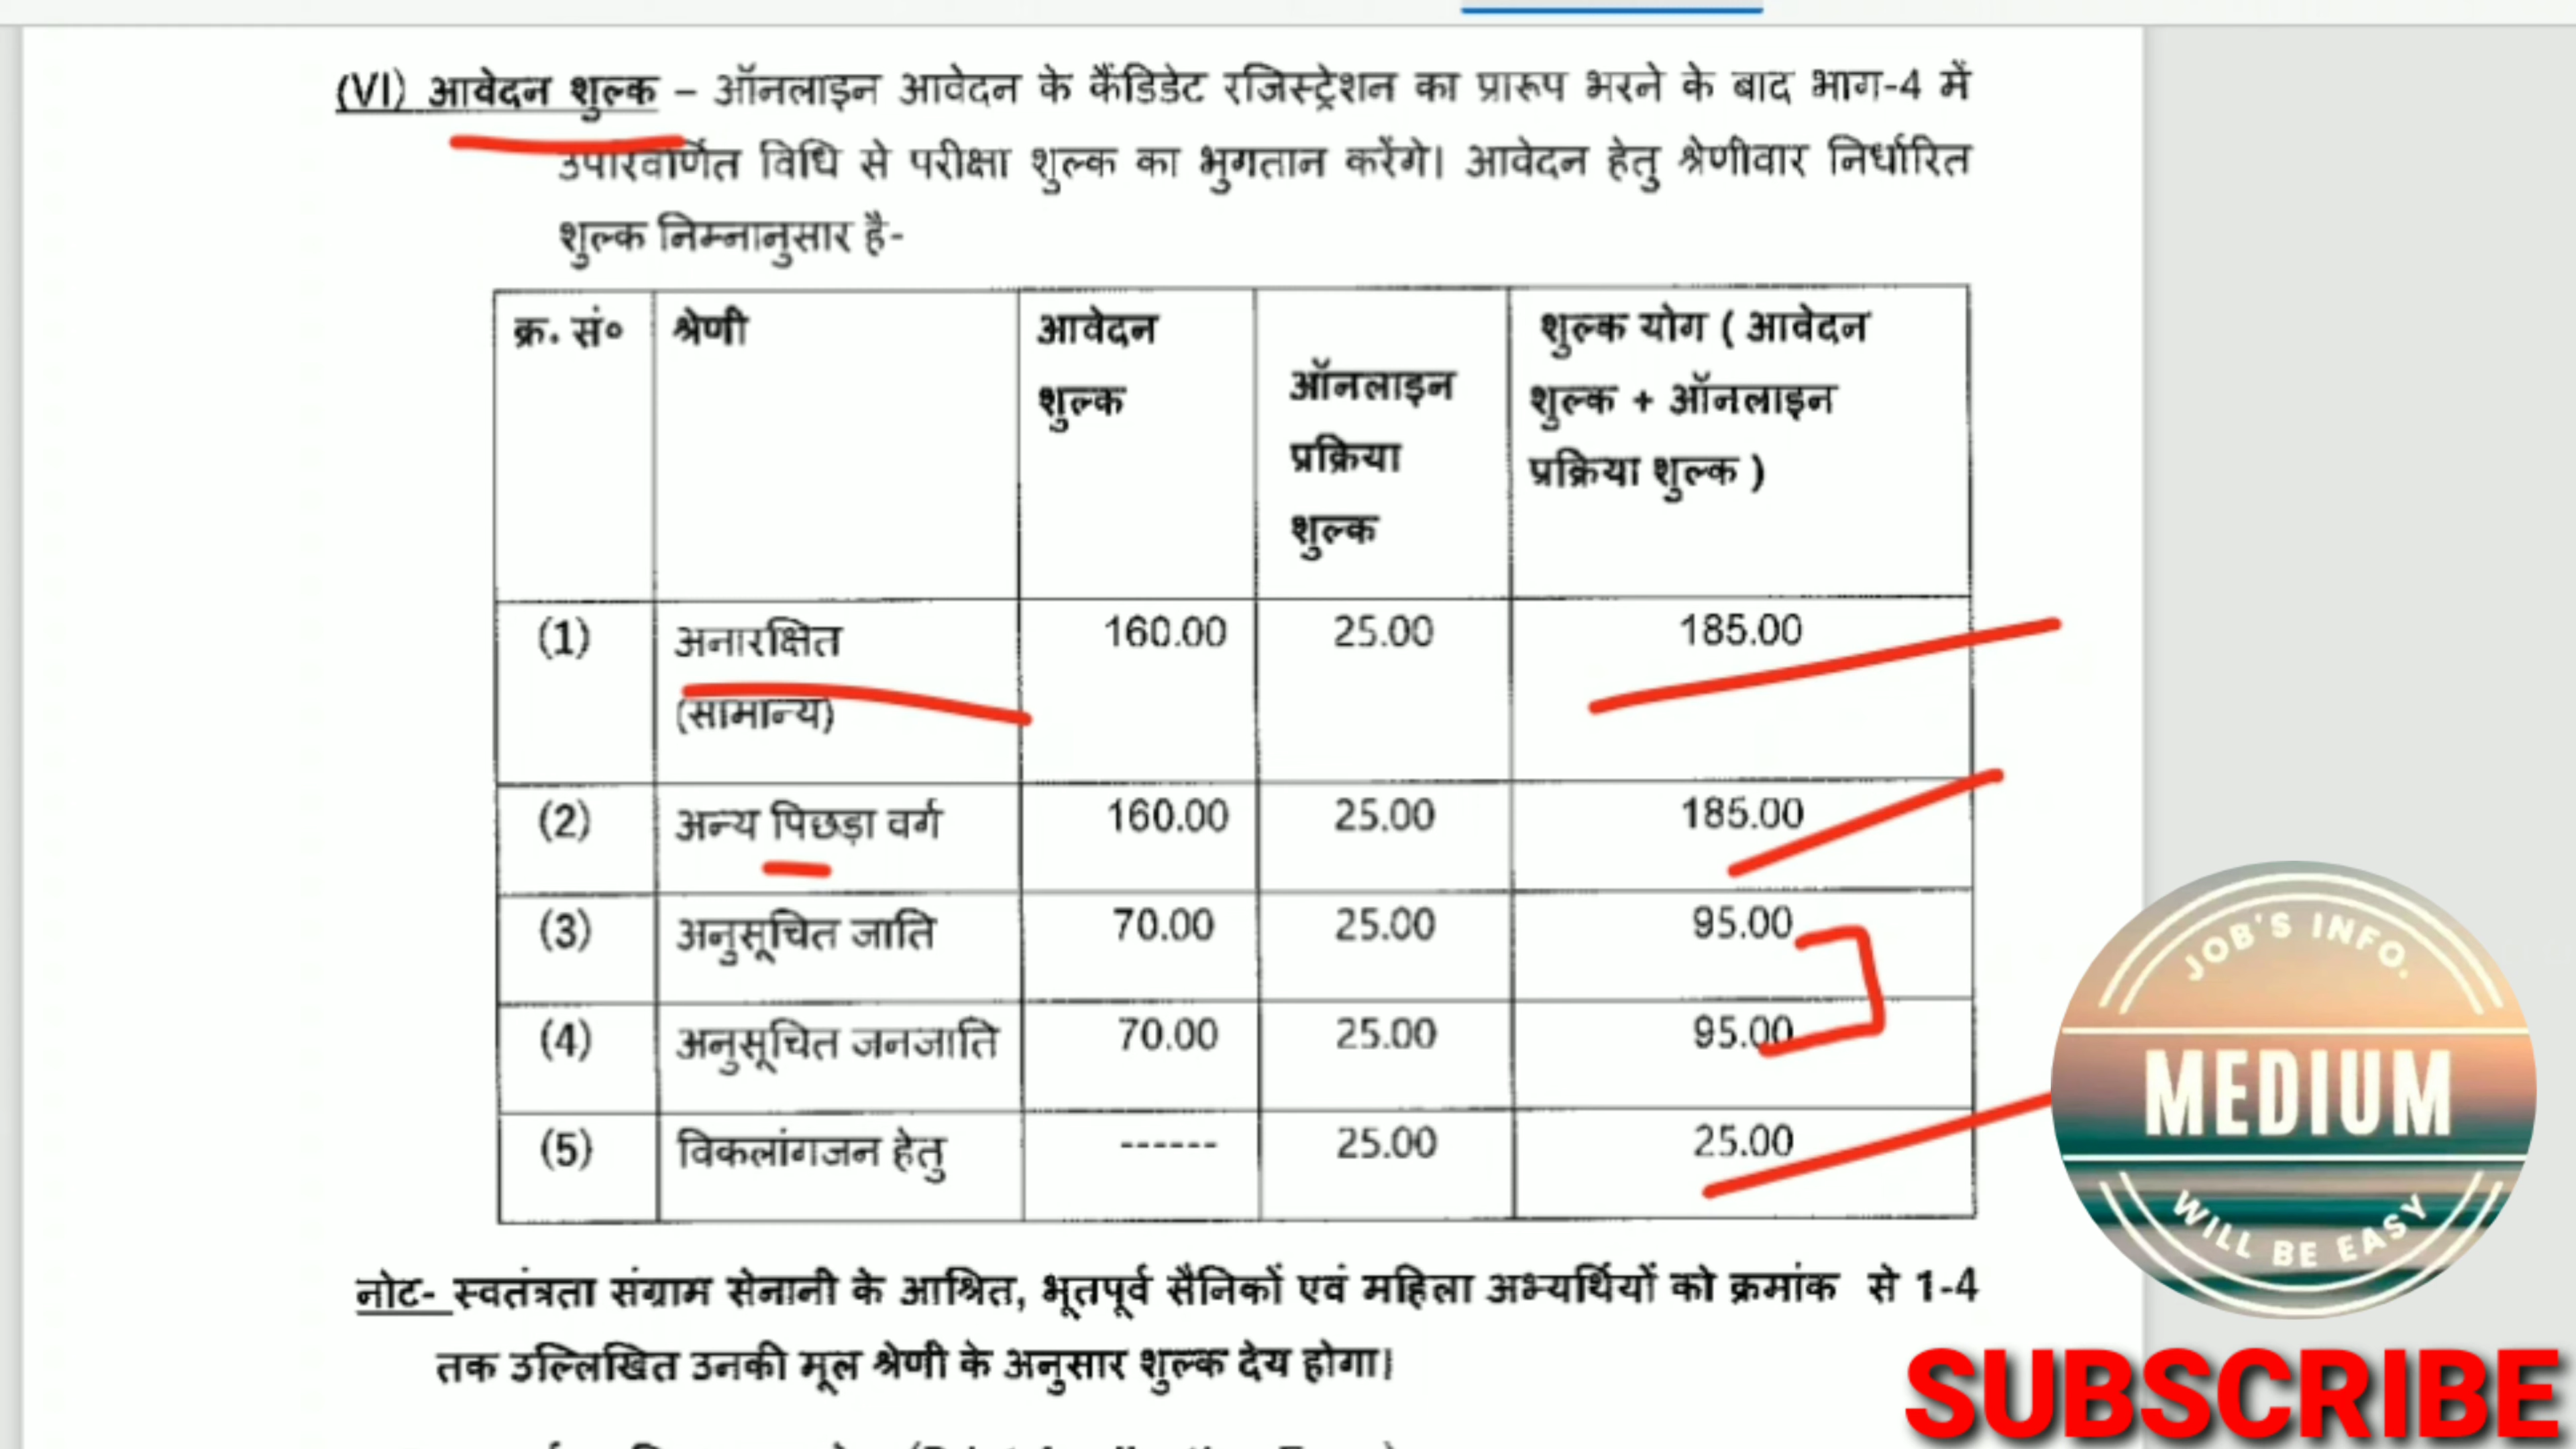 (VI) आवेदन शुल्क – ऑनलाइन आवेदन के कैंडिडेट रजिस्ट्रेशन का प्रारूप भरने के बाद भाग-4 में
उपरिवर्णित विधि से परीक्षा शुल्क का भुगतान करेंगे। आवेदन हेतु श्रेणीवार निर्धारित
शुल्क निम्नानुसार है-
क्र. सं० श्रेणी आवेदन शुल्क ऑनलाइन प्रक्रिया शुल्क शुल्क योग ( आवेदन शुल्क + ऑनलाइन प्रक्रिया शुल्क )
(1) अनारक्षित (सामान्य) 160.00 25.00 185.00
(2) अन्य पिछड़ा वर्ग 160.00 25.00 185.00
(3) अनुसूचित जाति 70.00 25.00 95.00
(4) अनुसूचित जनजाति 70.00 25.00 95.00
(5) विकलांगजन हेतु ------ 25.00 25.00
नोट- स्वतंत्रता संग्राम सेनानी के आश्रित, भूतपूर्व सैनिकों एवं महिला अभ्यर्थियों को क्रमांक से 1-4
तक उल्लिखित उनकी मूल श्रेणी के अनुसार शुल्क देय होगा।
JOB'S INFO.
MEDIUM
WILL BE EASY
SUBSCRIBE